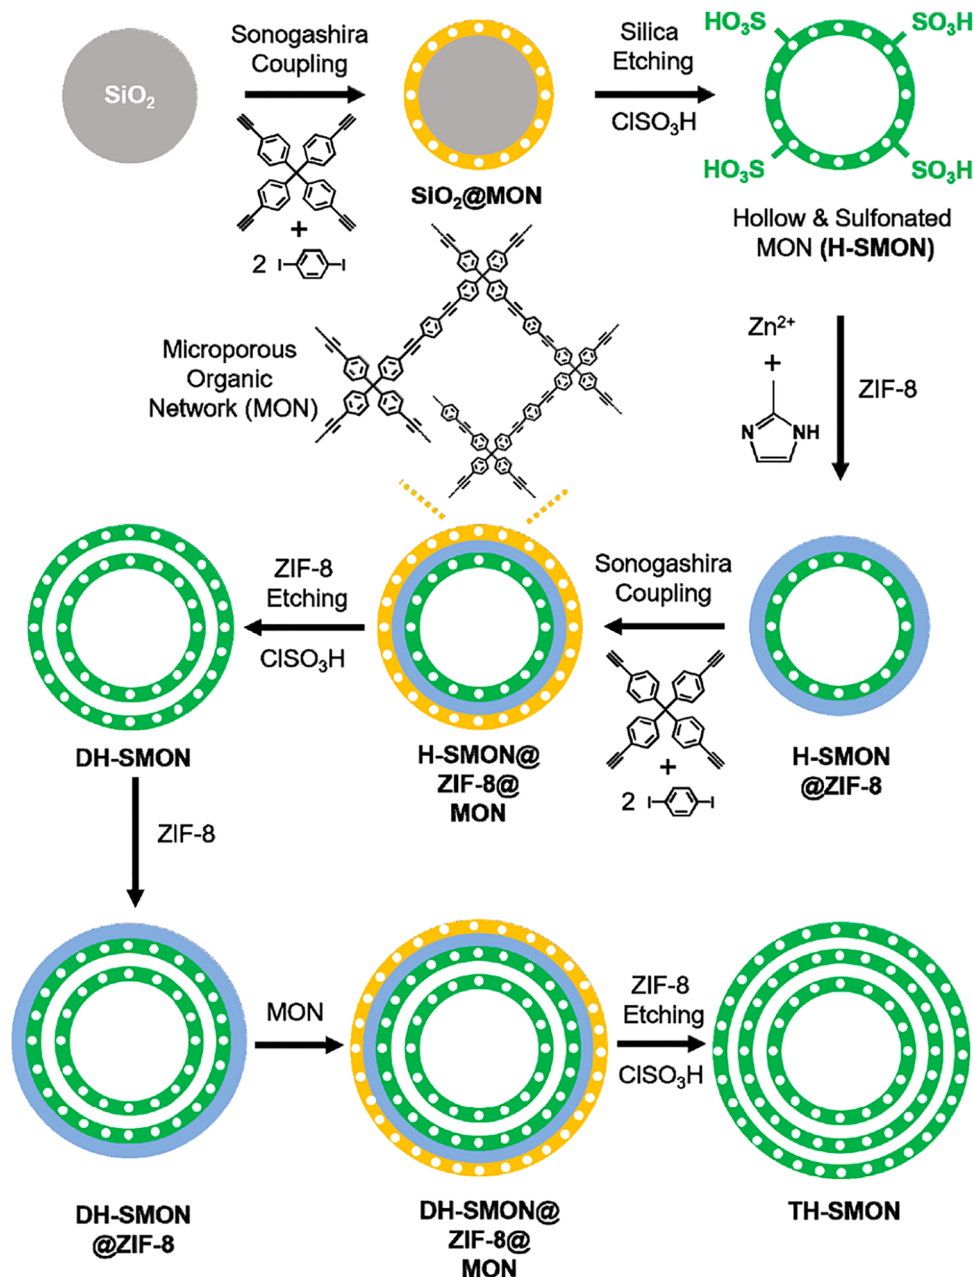 SiO₂
Sonogashira
Coupling
+
2 I I
SiO₂@MON
Silica
Etching
ClSO₃H
HO₃S
SO₃H
HO₃S
SO₃H
Hollow & Sulfonated
MON (H-SMON)
Microporous
Organic
Network (MON)
Zn²⁺
+
N NH
ZIF-8
H-SMON
@ZIF-8
Sonogashira
Coupling
+
2 I I
H-SMON@
ZIF-8@
MON
ZIF-8
Etching
ClSO₃H
DH-SMON
ZIF-8
DH-SMON
@ZIF-8
MON
DH-SMON@
ZIF-8@
MON
ZIF-8
Etching
ClSO₃H
TH-SMON